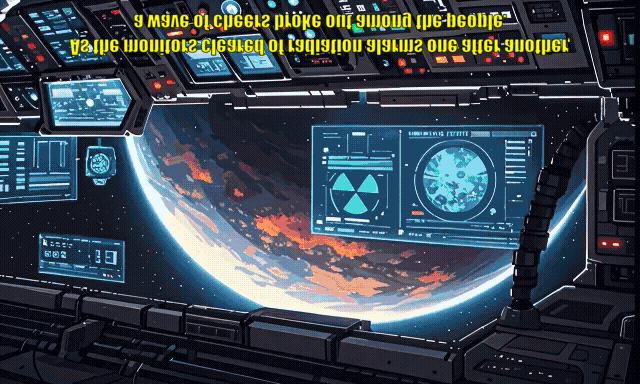 As the monitors cleared of radiation alarms one after another
a wave of cheers broke out among the people